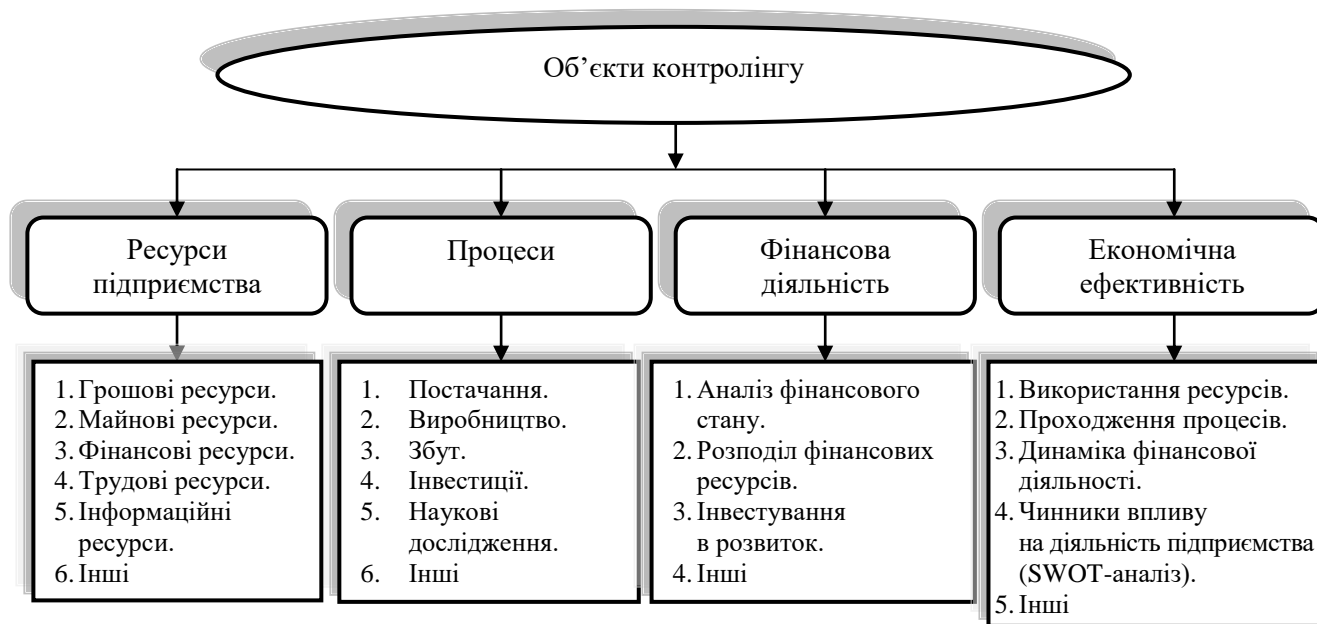 Об’єкти контролінгу
Ресурси
підприємства
Процеси
Фінансова
діяльність
Економічна
ефективність
1. Грошові ресурси.
2. Майнові ресурси.
3. Фінансові ресурси.
4. Трудові ресурси.
5. Інформаційні
ресурси.
6. Інші
1. Постачання.
2. Виробництво.
3. Збут.
4. Інвестиції.
5. Наукові
дослідження.
6. Інші
1. Аналіз фінансового
стану.
2. Розподіл фінансових
ресурсів.
3. Інвестування
в розвиток.
4. Інші
1. Використання ресурсів.
2. Проходження процесів.
3. Динаміка фінансової
діяльності.
4. Чинники впливу
на діяльність підприємства
(SWOT-аналіз).
5. Інші